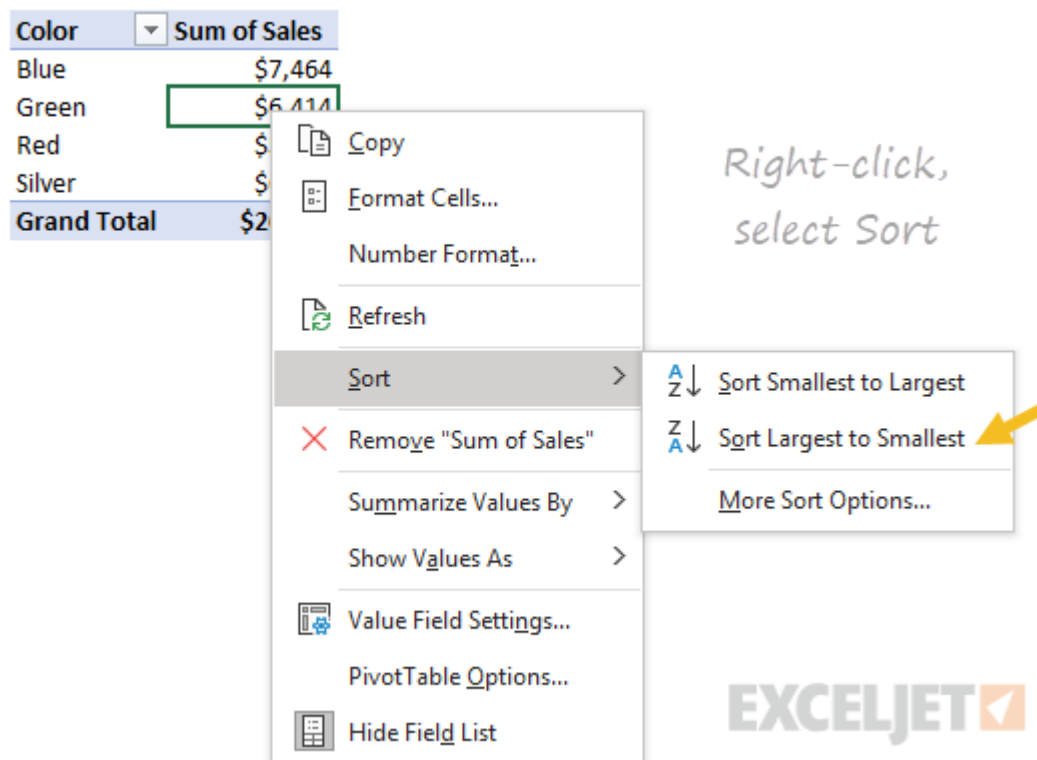 Color Sum of Sales
Blue $7,464
Green $6,414
Red
Silver
Grand Total
Copy
Format Cells...
Number Format...
Refresh
Sort
Remove "Sum of Sales"
Summarize Values By
Show Values As
Value Field Settings...
PivotTable Options...
Hide Field List
Sort Smallest to Largest
Sort Largest to Smallest
More Sort Options...
Right-click,
select Sort
EXCELJET